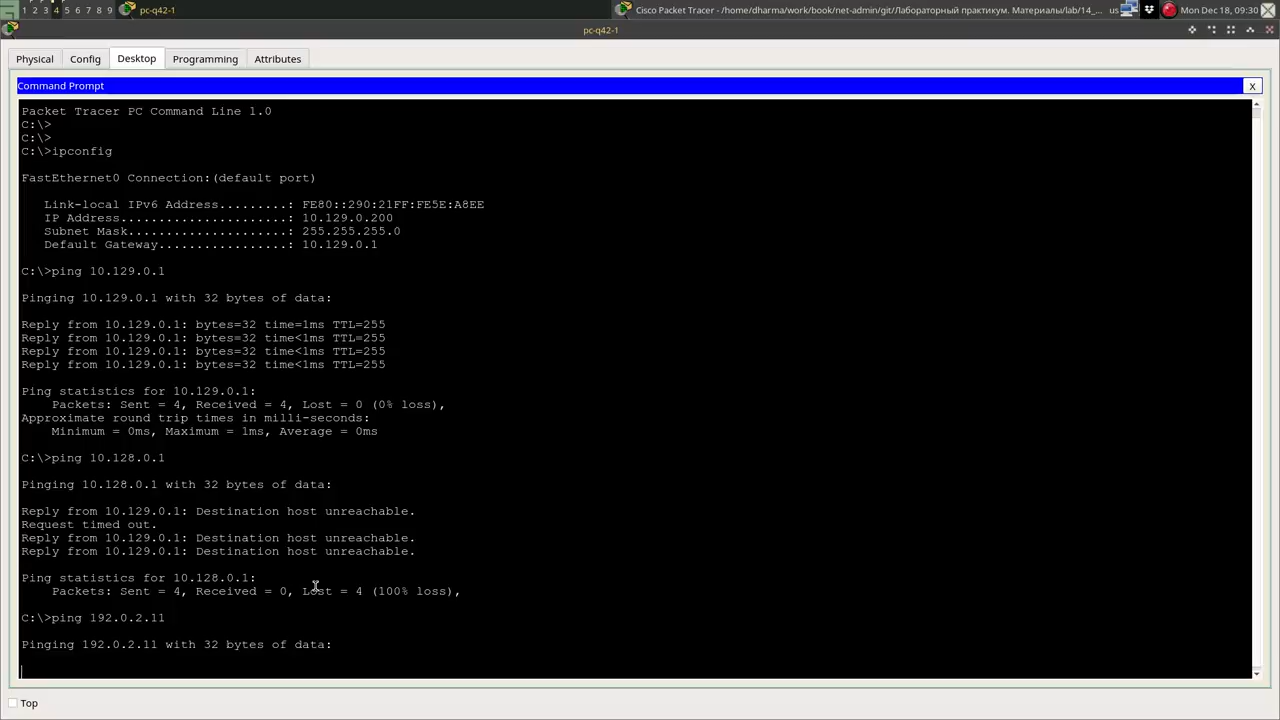 1 2 3 4 5 6 7 8 9 pc-q42-1 Cisco Packet Tracer - /home/dharma/work/book/net-admin/git/Лабораторный практикум. Материалы/lab/14_... us Mon Dec 18, 09:30
pc-q42-1
Physical Config Desktop Programming Attributes
Command Prompt X
Packet Tracer PC Command Line 1.0
C:\>
C:\>
C:\>ipconfig
FastEthernet0 Connection:(default port)
Link-local IPv6 Address.........: FE80::290:21FF:FE5E:A8EE
IP Address......................: 10.129.0.200
Subnet Mask.....................: 255.255.255.0
Default Gateway.................: 10.129.0.1
C:\>ping 10.129.0.1
Pinging 10.129.0.1 with 32 bytes of data:
Reply from 10.129.0.1: bytes=32 time=1ms TTL=255
Reply from 10.129.0.1: bytes=32 time<1ms TTL=255
Reply from 10.129.0.1: bytes=32 time<1ms TTL=255
Reply from 10.129.0.1: bytes=32 time<1ms TTL=255
Ping statistics for 10.129.0.1:
Packets: Sent = 4, Received = 4, Lost = 0 (0% loss),
Approximate round trip times in milli-seconds:
Minimum = 0ms, Maximum = 1ms, Average = 0ms
C:\>ping 10.128.0.1
Pinging 10.128.0.1 with 32 bytes of data:
Reply from 10.129.0.1: Destination host unreachable.
Request timed out.
Reply from 10.129.0.1: Destination host unreachable.
Reply from 10.129.0.1: Destination host unreachable.
Ping statistics for 10.128.0.1:
Packets: Sent = 4, Received = 0, Lost = 4 (100% loss),
C:\>ping 192.0.2.11
Pinging 192.0.2.11 with 32 bytes of data:
Top